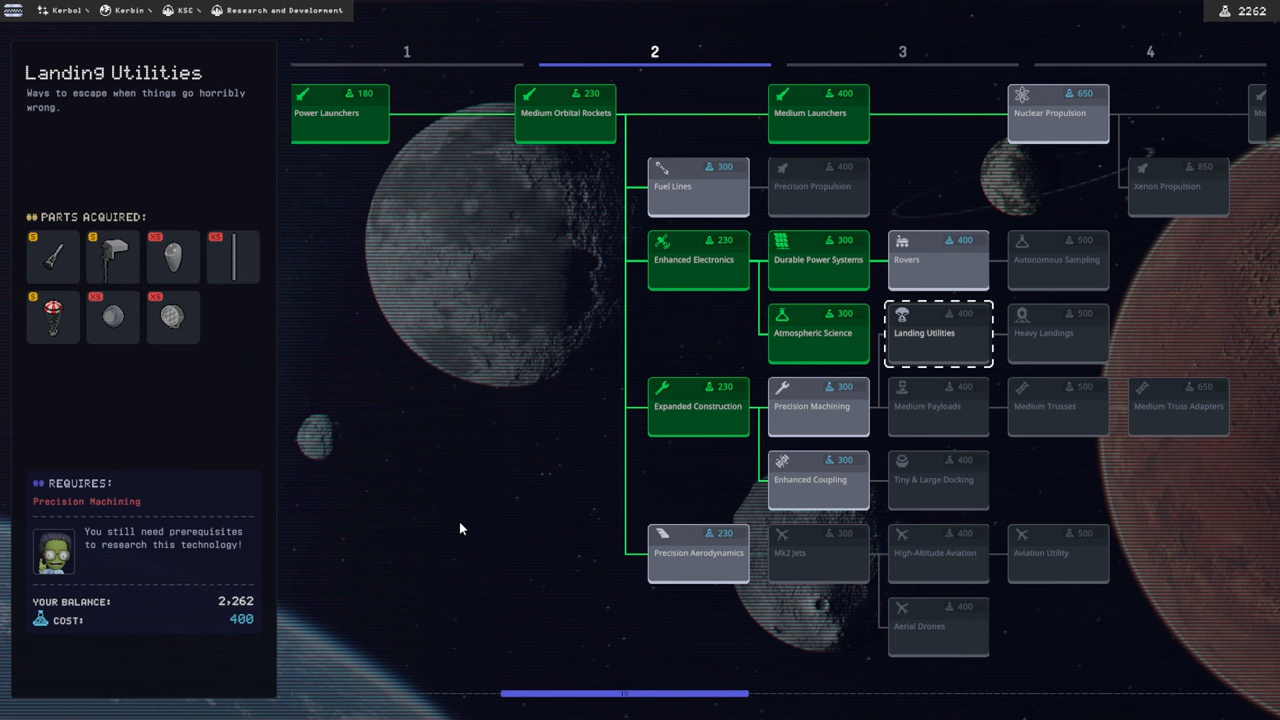 Kerbol
Kerbin
KSC
Research and Development
2262
Landing Utilities
Ways to escape when things go horribly
wrong.
PARTS ACQUIRED:
S
S
XS
XS
S
XS
XS
REQUIRES:
Precision Machining
You still need prerequisites
to research this technology!
YOUR BALANCE: 2,262
COST: 400
1
2
3
4
180
Power Launchers
230
Medium Orbital Rockets
400
Medium Launchers
650
Nuclear Propulsion
300
Fuel Lines
400
Precision Propulsion
850
Xenon Propulsion
230
Enhanced Electronics
300
Durable Power Systems
400
Rovers
500
Autonomous Sampling
300
Atmospheric Science
400
Landing Utilities
500
Heavy Landings
230
Expanded Construction
300
Precision Machining
400
Medium Payloads
500
Medium Trusses
650
Medium Truss Adapters
300
Enhanced Coupling
400
Tiny & Large Docking
230
Precision Aerodynamics
300
Mk2 Jets
400
High-Altitude Aviation
500
Aviation Utility
400
Aerial Drones